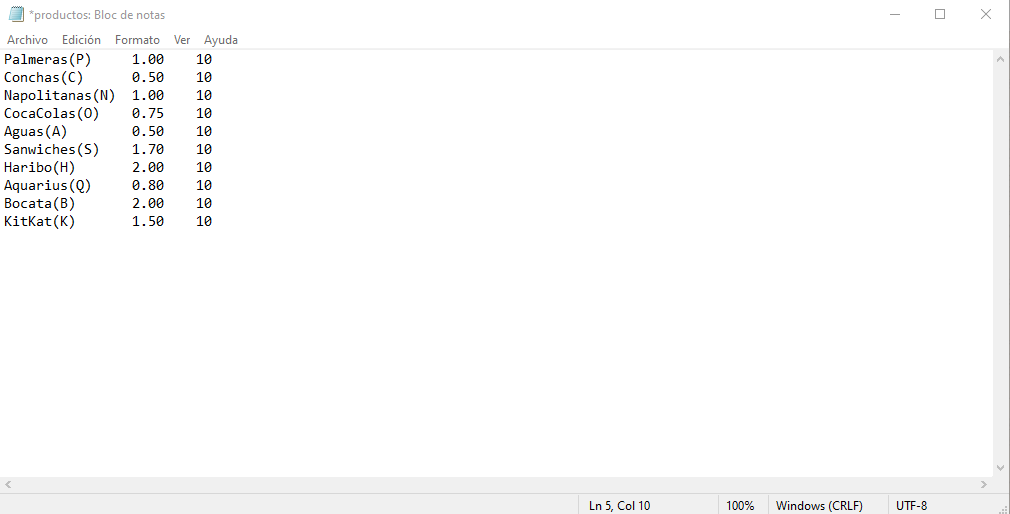 *productos: Bloc de notas
Archivo Edición Formato Ver Ayuda
Palmeras(P) 1.00 10
Conchas(C) 0.50 10
Napolitanas(N) 1.00 10
CocaColas(O) 0.75 10
Aguas(A) 0.50 10
Sanwiches(S) 1.70 10
Haribo(H) 2.00 10
Aquarius(Q) 0.80 10
Bocata(B) 2.00 10
KitKat(K) 1.50 10
Ln 5, Col 10 100% Windows (CRLF) UTF-8